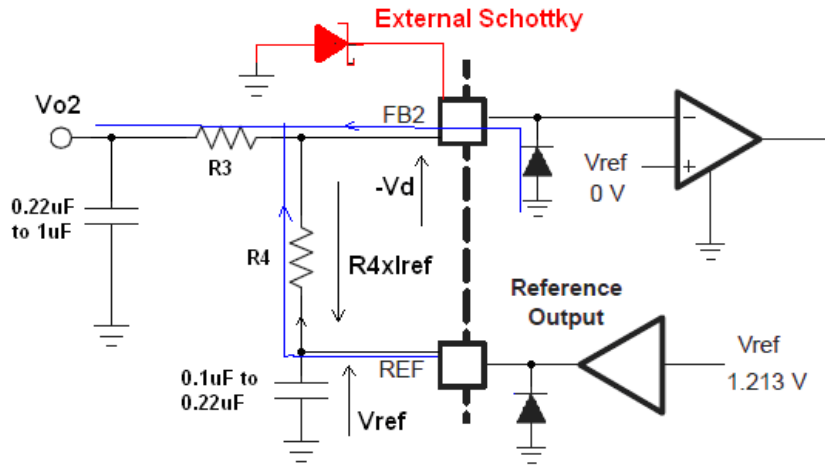 External Schottky
Vo2
FB2
R3
Vref
0 V
-Vd
0.22uF
to 1uF
R4
R4xIref
Reference
Output
REF
Vref
1.213 V
0.1uF to
0.22uF
Vref